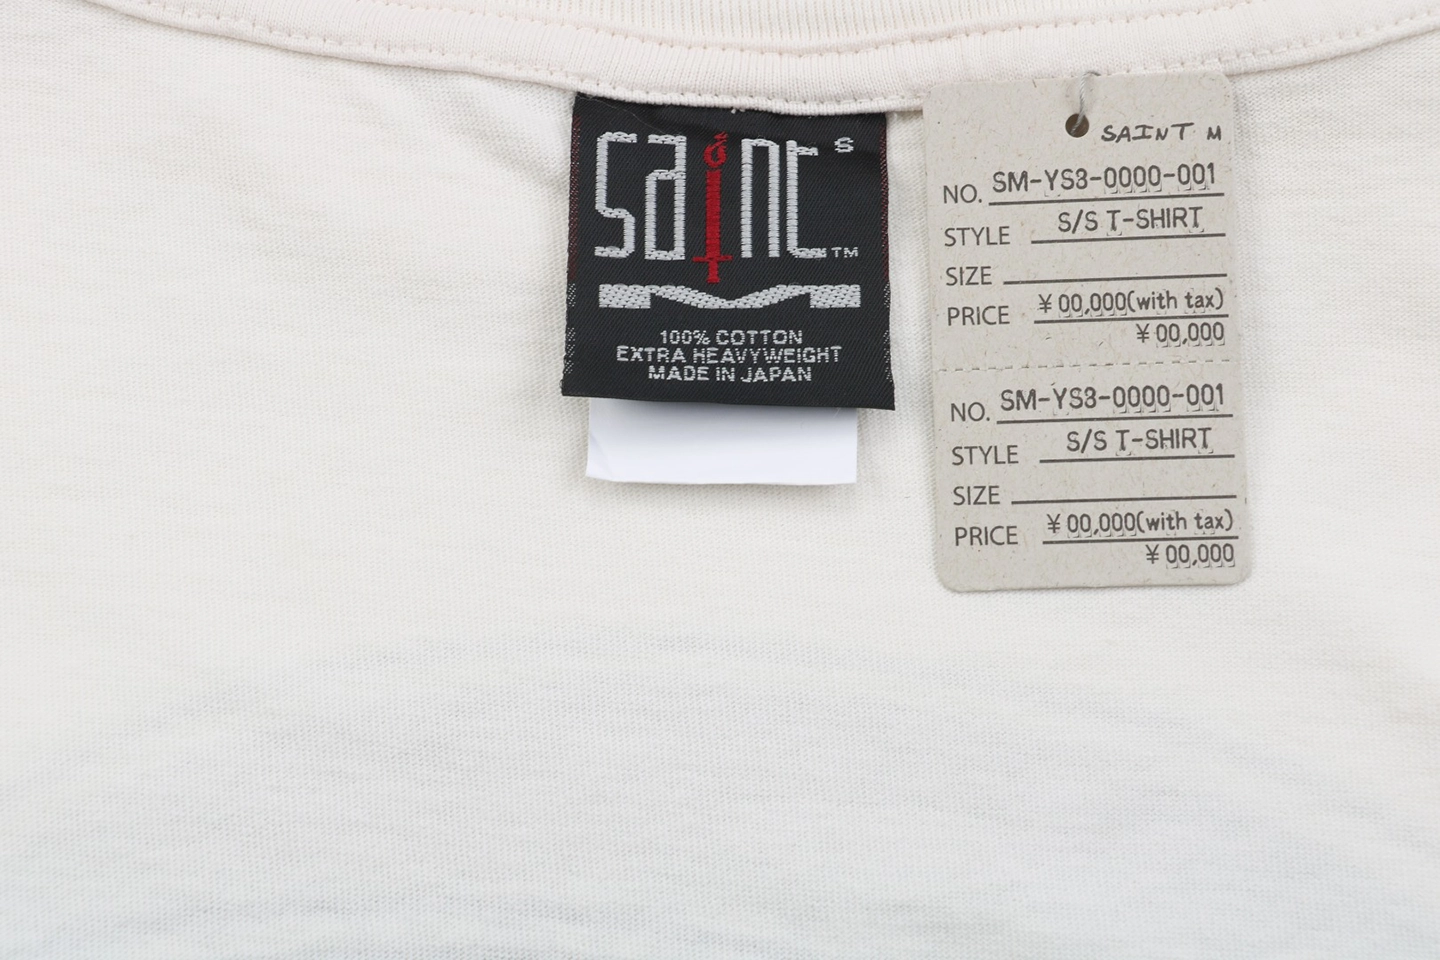 saint S
TM
100% COTTON
EXTRA HEAVYWEIGHT
MADE IN JAPAN
SAINT M
NO. SM-YS3-0000-001
STYLE S/S T-SHIRT
SIZE
PRICE ¥00,000(with tax)
¥00,000
NO. SM-YS3-0000-001
STYLE S/S T-SHIRT
SIZE
PRICE ¥00,000(with tax)
¥00,000